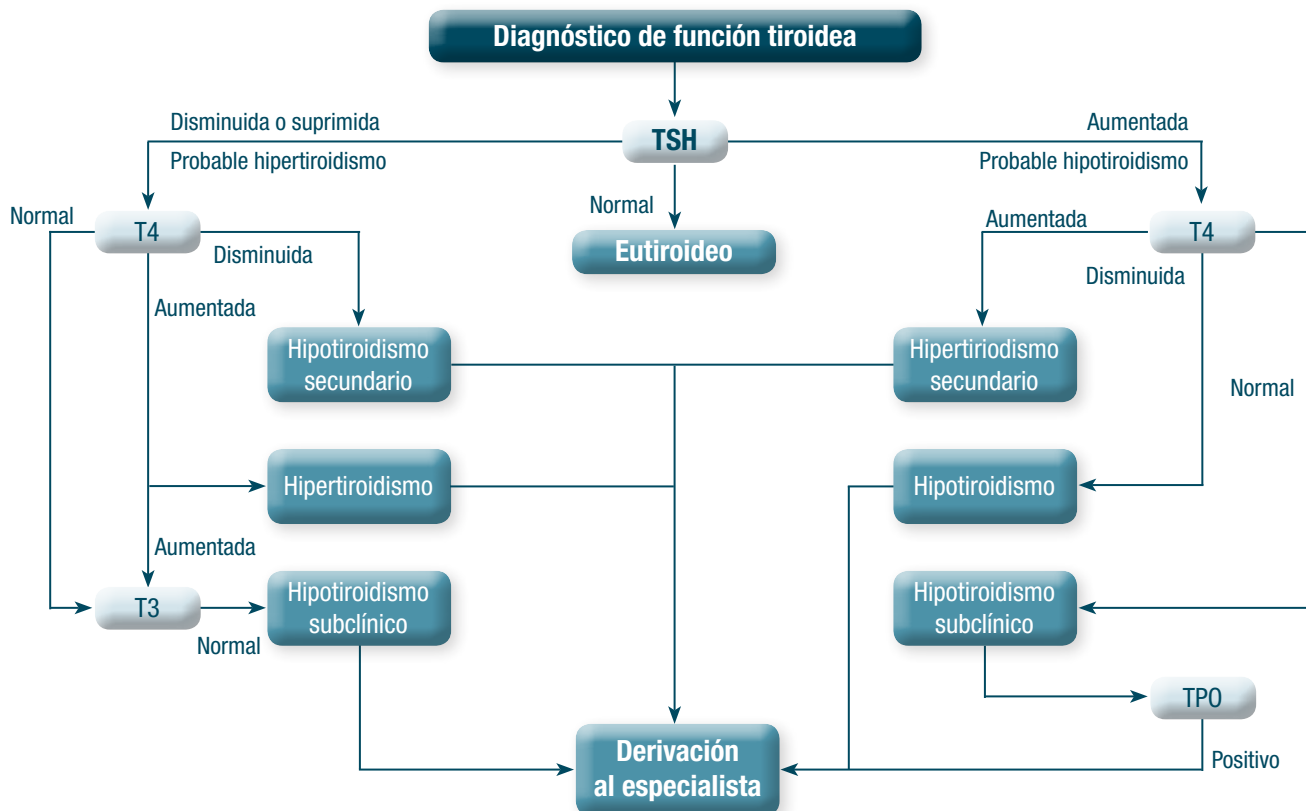 Diagnóstico de función tiroidea
Disminuida o suprimida
TSH
Aumentada
Probable hipertiroidismo
Probable hipotiroidismo
Normal
T4
Normal
Aumentada
T4
Disminuida
Eutiroideo
Disminuida
Aumentada
Hipotiroidismo
secundario
Hipertiriodismo
secundario
Normal
Hipertiroidismo
Hipotiroidismo
Aumentada
T3
Hipotiroidismo
subclínico
Normal
Hipotiroidismo
subclínico
TPO
Derivación
al especialista
Positivo